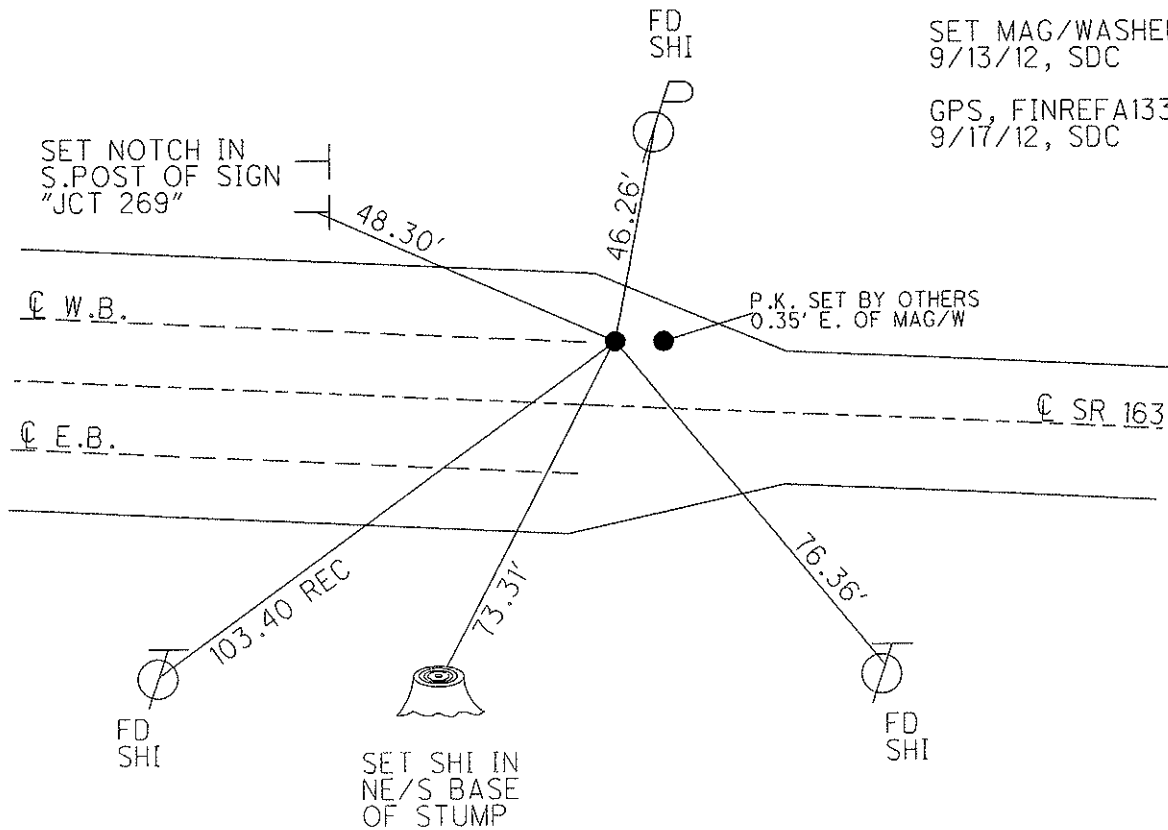 FD
SHI
SET MAG/WASHER
9/13/12, SDC
GPS, FINREFA133
9/17/12, SDC
SET NOTCH IN
S.POST OF SIGN
"JCT 269"
48.30'
46.26'
P.K. SET BY OTHERS
0.35' E. OF MAG/W
℄ W.B.
℄ SR 163
℄ E.B.
103.40 REC
73.31'
76.36'
FD
SHI
SET SHI IN
NE/S BASE
OF STUMP
FD
SHI